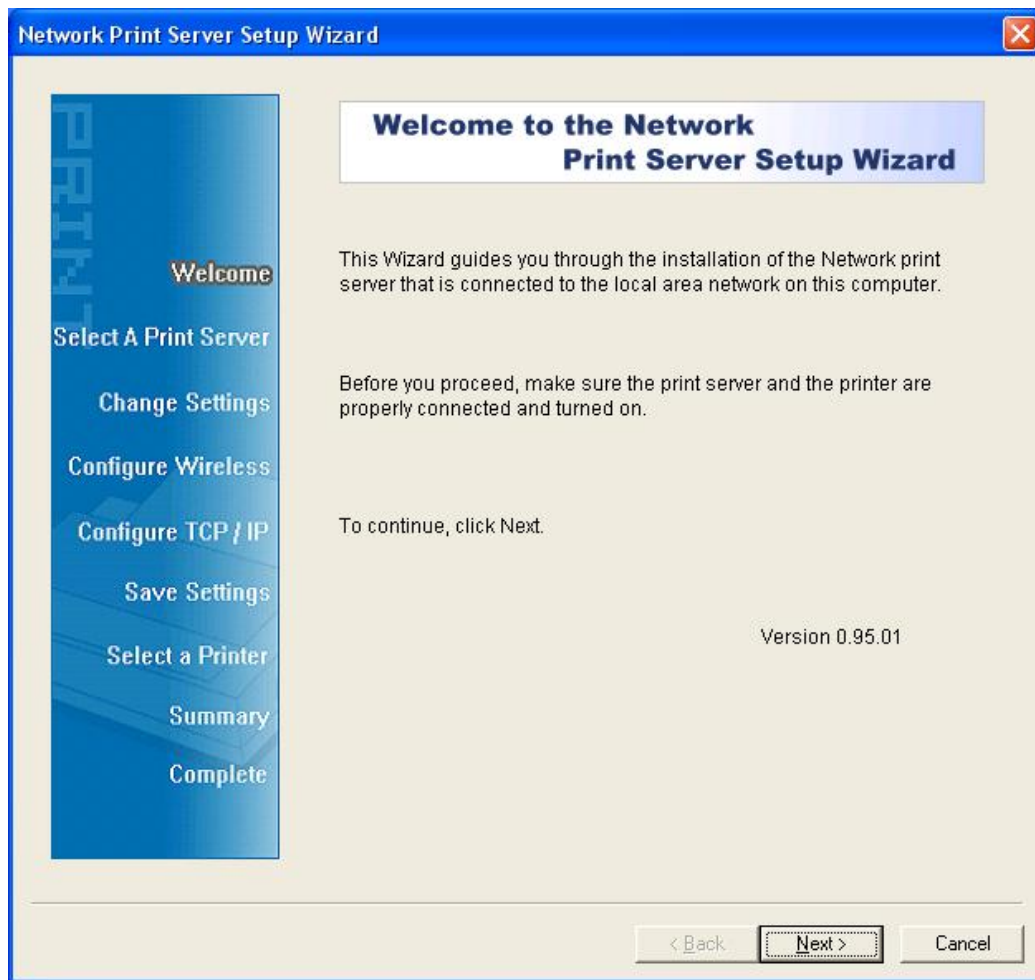 Network Print Server Setup Wizard
PRINT
Welcome
Select A Print Server
Change Settings
Configure Wireless
Configure TCP / IP
Save Settings
Select a Printer
Summary
Complete
Welcome to the Network
Print Server Setup Wizard
This Wizard guides you through the installation of the Network print
server that is connected to the local area network on this computer.
Before you proceed, make sure the print server and the printer are
properly connected and turned on.
To continue, click Next.
Version 0.95.01
< Back
Next >
Cancel